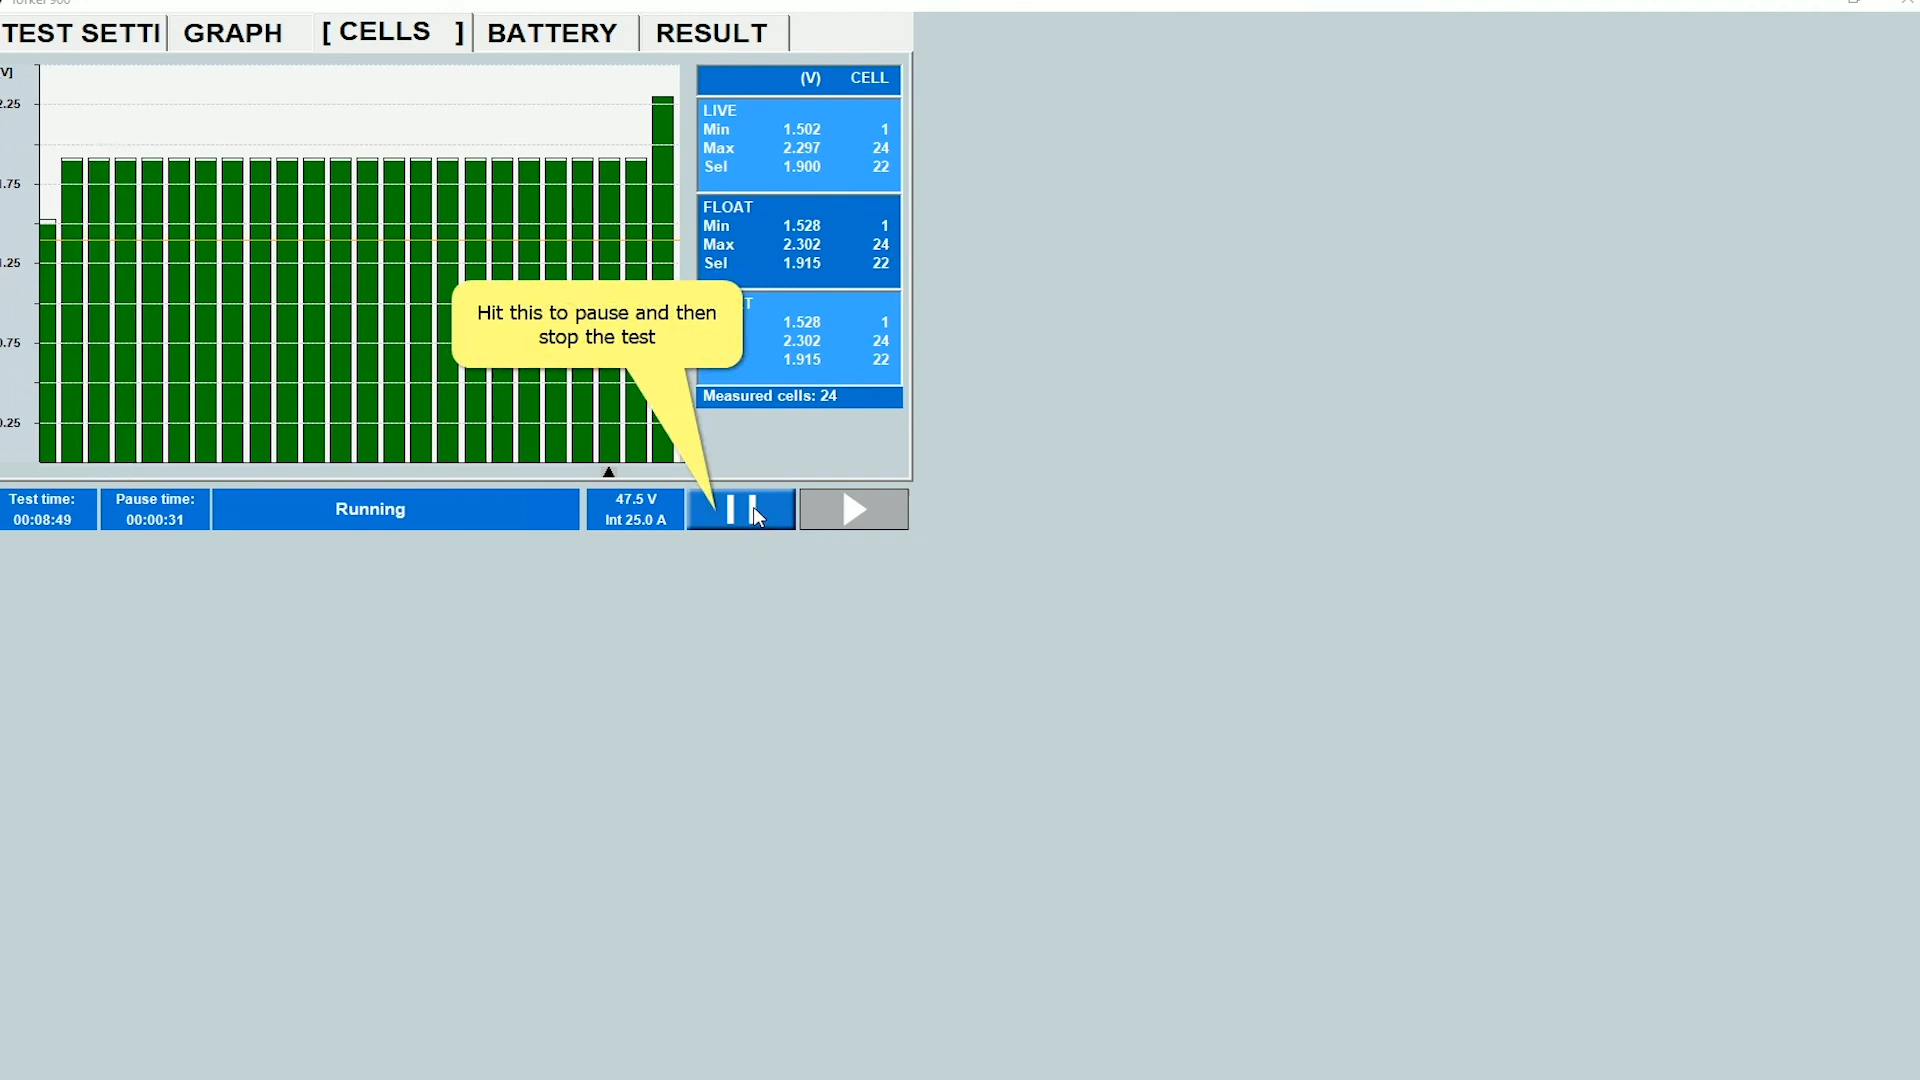 TEST SETTI GRAPH [ CELLS ] BATTERY RESULT
V]
2.25
1.75
1.25
0.75
0.25
(V) CELL
LIVE
Min 1.502 1
Max 2.297 24
Sel 1.900 22
FLOAT
Min 1.528 1
Max 2.302 24
Sel 1.915 22
T
1.528 1
2.302 24
1.915 22
Measured cells: 24
Hit this to pause and then
stop the test
Test time:
00:08:49
Pause time:
00:00:31
Running
47.5 V
Int 25.0 A